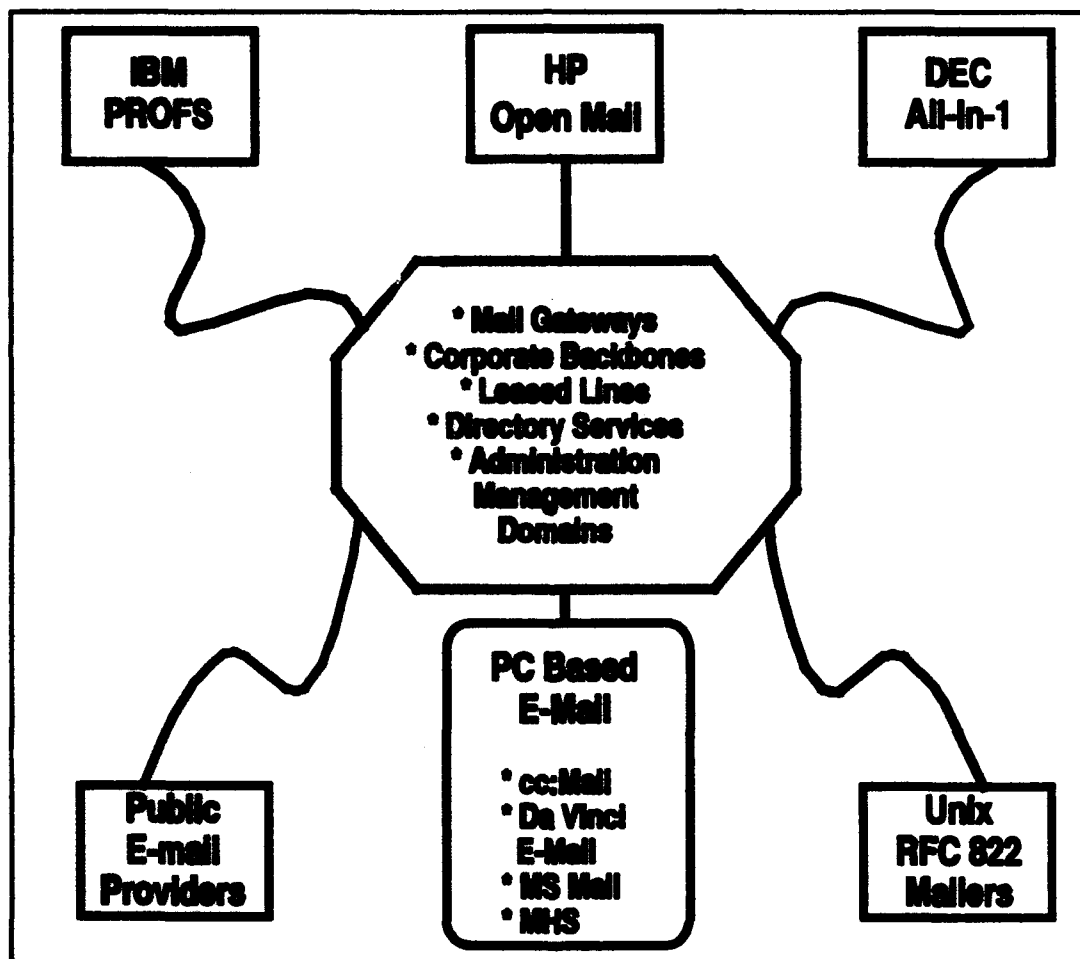 IBM
PROFS
HP
Open Mail
DEC
All-In-1
* Mail Gateways
* Corporate Backbones
* Leased Lines
* Directory Services
* Administration
Management
Domains
PC Based
E-Mail
* cc:Mail
* Da Vinci
E-Mail
* MS Mail
* MHS
Public
E-mail
Providers
Unix
RFC 822
Mailers